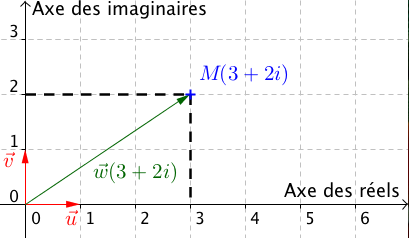 Axe des imaginaires
3
M(3 + 2i)
2
1
v⃗
w⃗(3 + 2i)
Axe des réels
0
0 1 2 3 4 5 6
u⃗